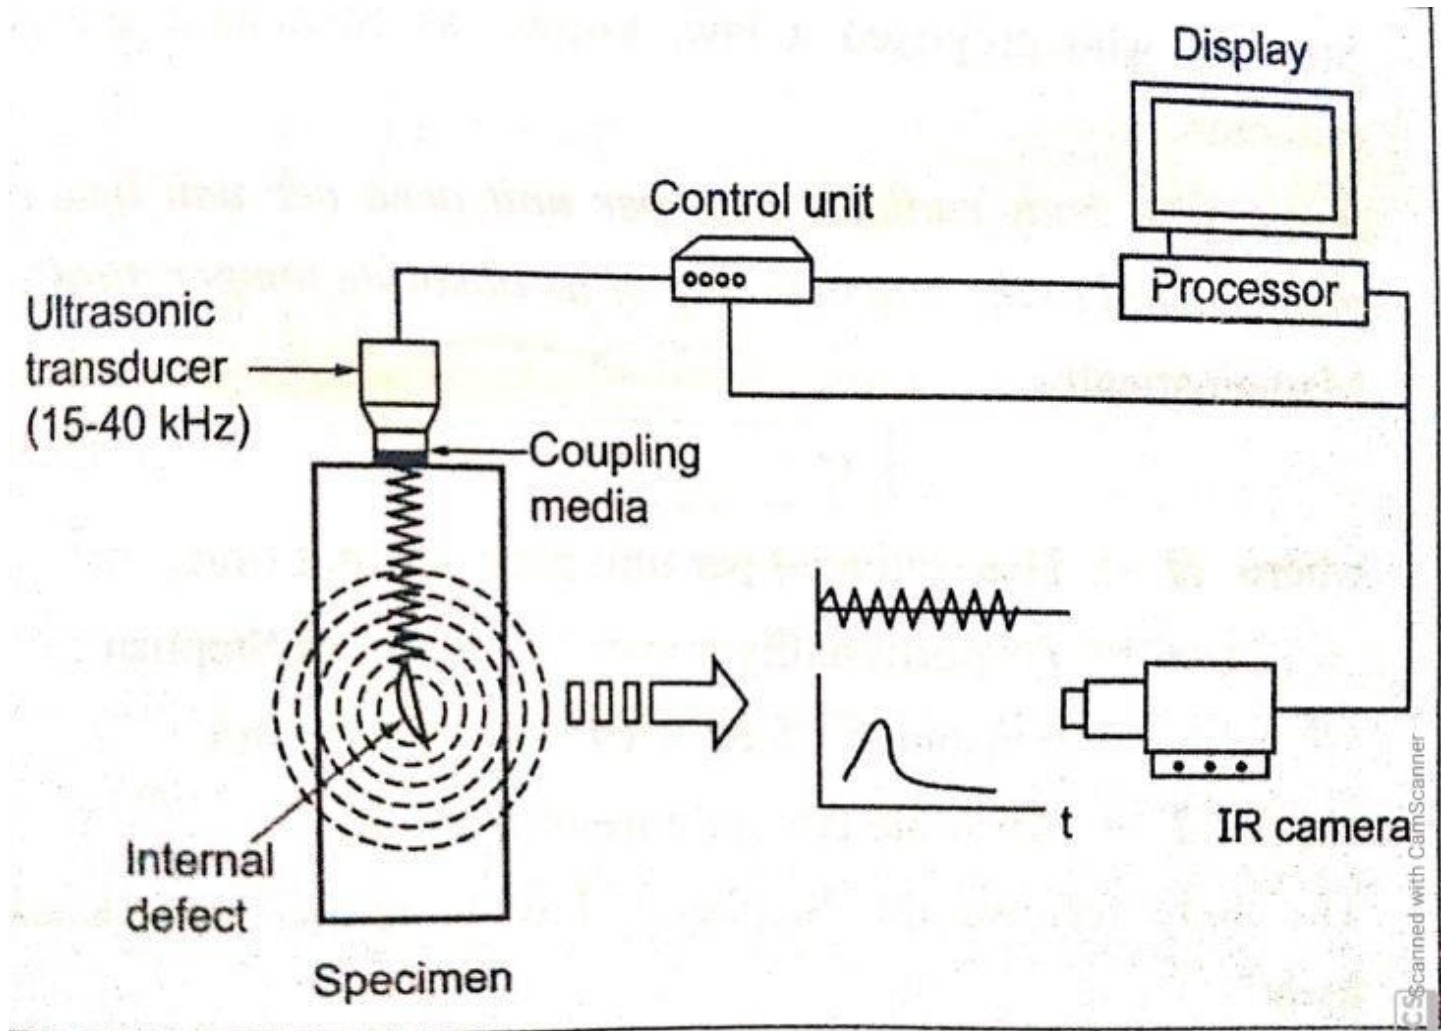 Display
Control unit
Processor
Ultrasonic
transducer
(15-40 kHz)
Coupling
media
t
IR camera
Internal
defect
Specimen
CS Scanned with CamScanner